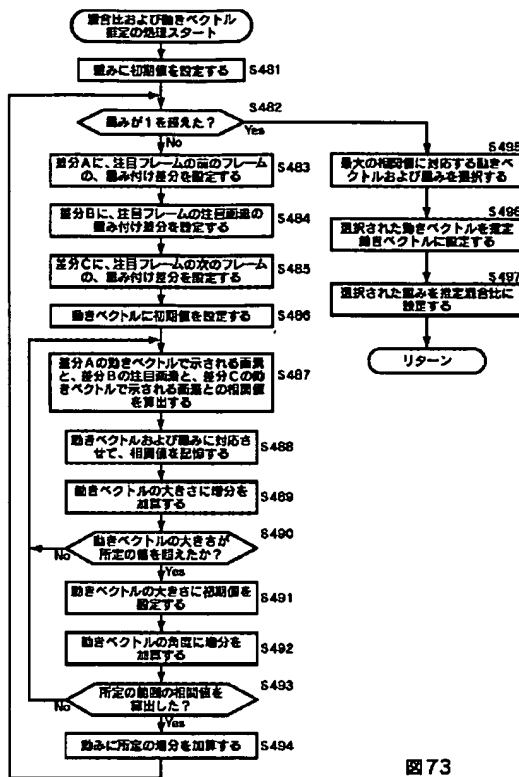 混合比および動きベクトル
推定の処理スタート
重みに初期値を設定する
S481
S482
重みが1を超えた?
Yes
No
差分Aに、注目フレームの前のフレーム
の、重み付け差分を設定する
S483
差分Bに、注目フレームの注目画素の
重み付け差分を設定する
S484
差分Cに、注目フレームの次のフレーム
の、重み付け差分を設定する
S485
動きベクトルに初期値を設定する
S486
差分Aの動きベクトルで示される画素
と、差分Bの注目画素と、差分Cの動
きベクトルで示される画素との相関値
を算出する
S487
動きベクトルおよび重みに対応さ
せて、相関値を記憶する
S488
動きベクトルの大きさに増分を
加算する
S489
動きベクトルの大きさが
所定の値を超えたか?
S490
No
Yes
動きベクトルの大きさに初期値を
設定する
S491
動きベクトルの角度に増分を
加算する
S492
所定の範囲の相関値を
算出した?
S493
No
Yes
動みに所定の増分を加算する
S494
S495
最大の相関値に対応する動きベ
クトルおよび重みを選択する
S496
選択された動きベクトルを推定
動きベクトルに設定する
S497
選択された重みを推定混合比に
設定する
リターン
図73